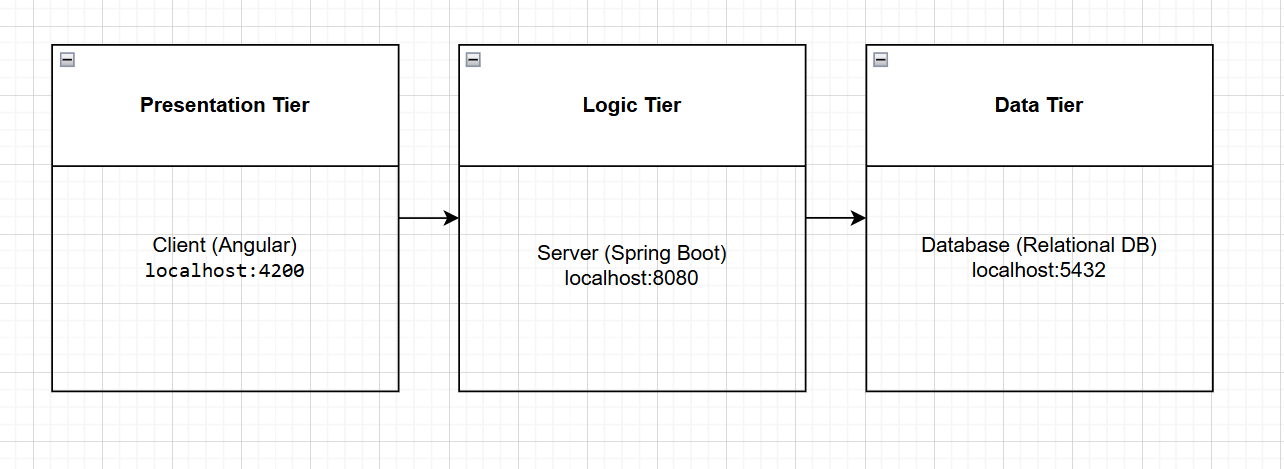 Presentation Tier
Client (Angular)
localhost:4200
Logic Tier
Server (Spring Boot)
localhost:8080
Data Tier
Database (Relational DB)
localhost:5432